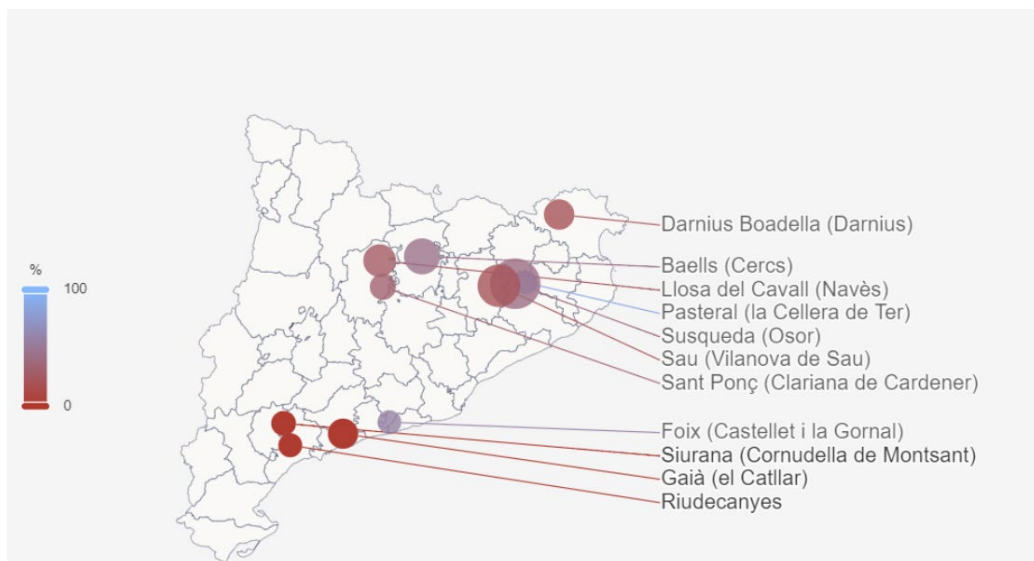 Darnius Boadella (Darnius)
Baells (Cercs)
%
Llosa del Cavall (Navès)
100
Pasteral (la Cellera de Ter)
Susqueda (Osor)
Sau (Vilanova de Sau)
Sant Ponç (Clariana de Cardener)
0
Foix (Castellet i la Gornal)
Siurana (Cornudella de Montsant)
Gaià (el Catllar)
Riudecanyes